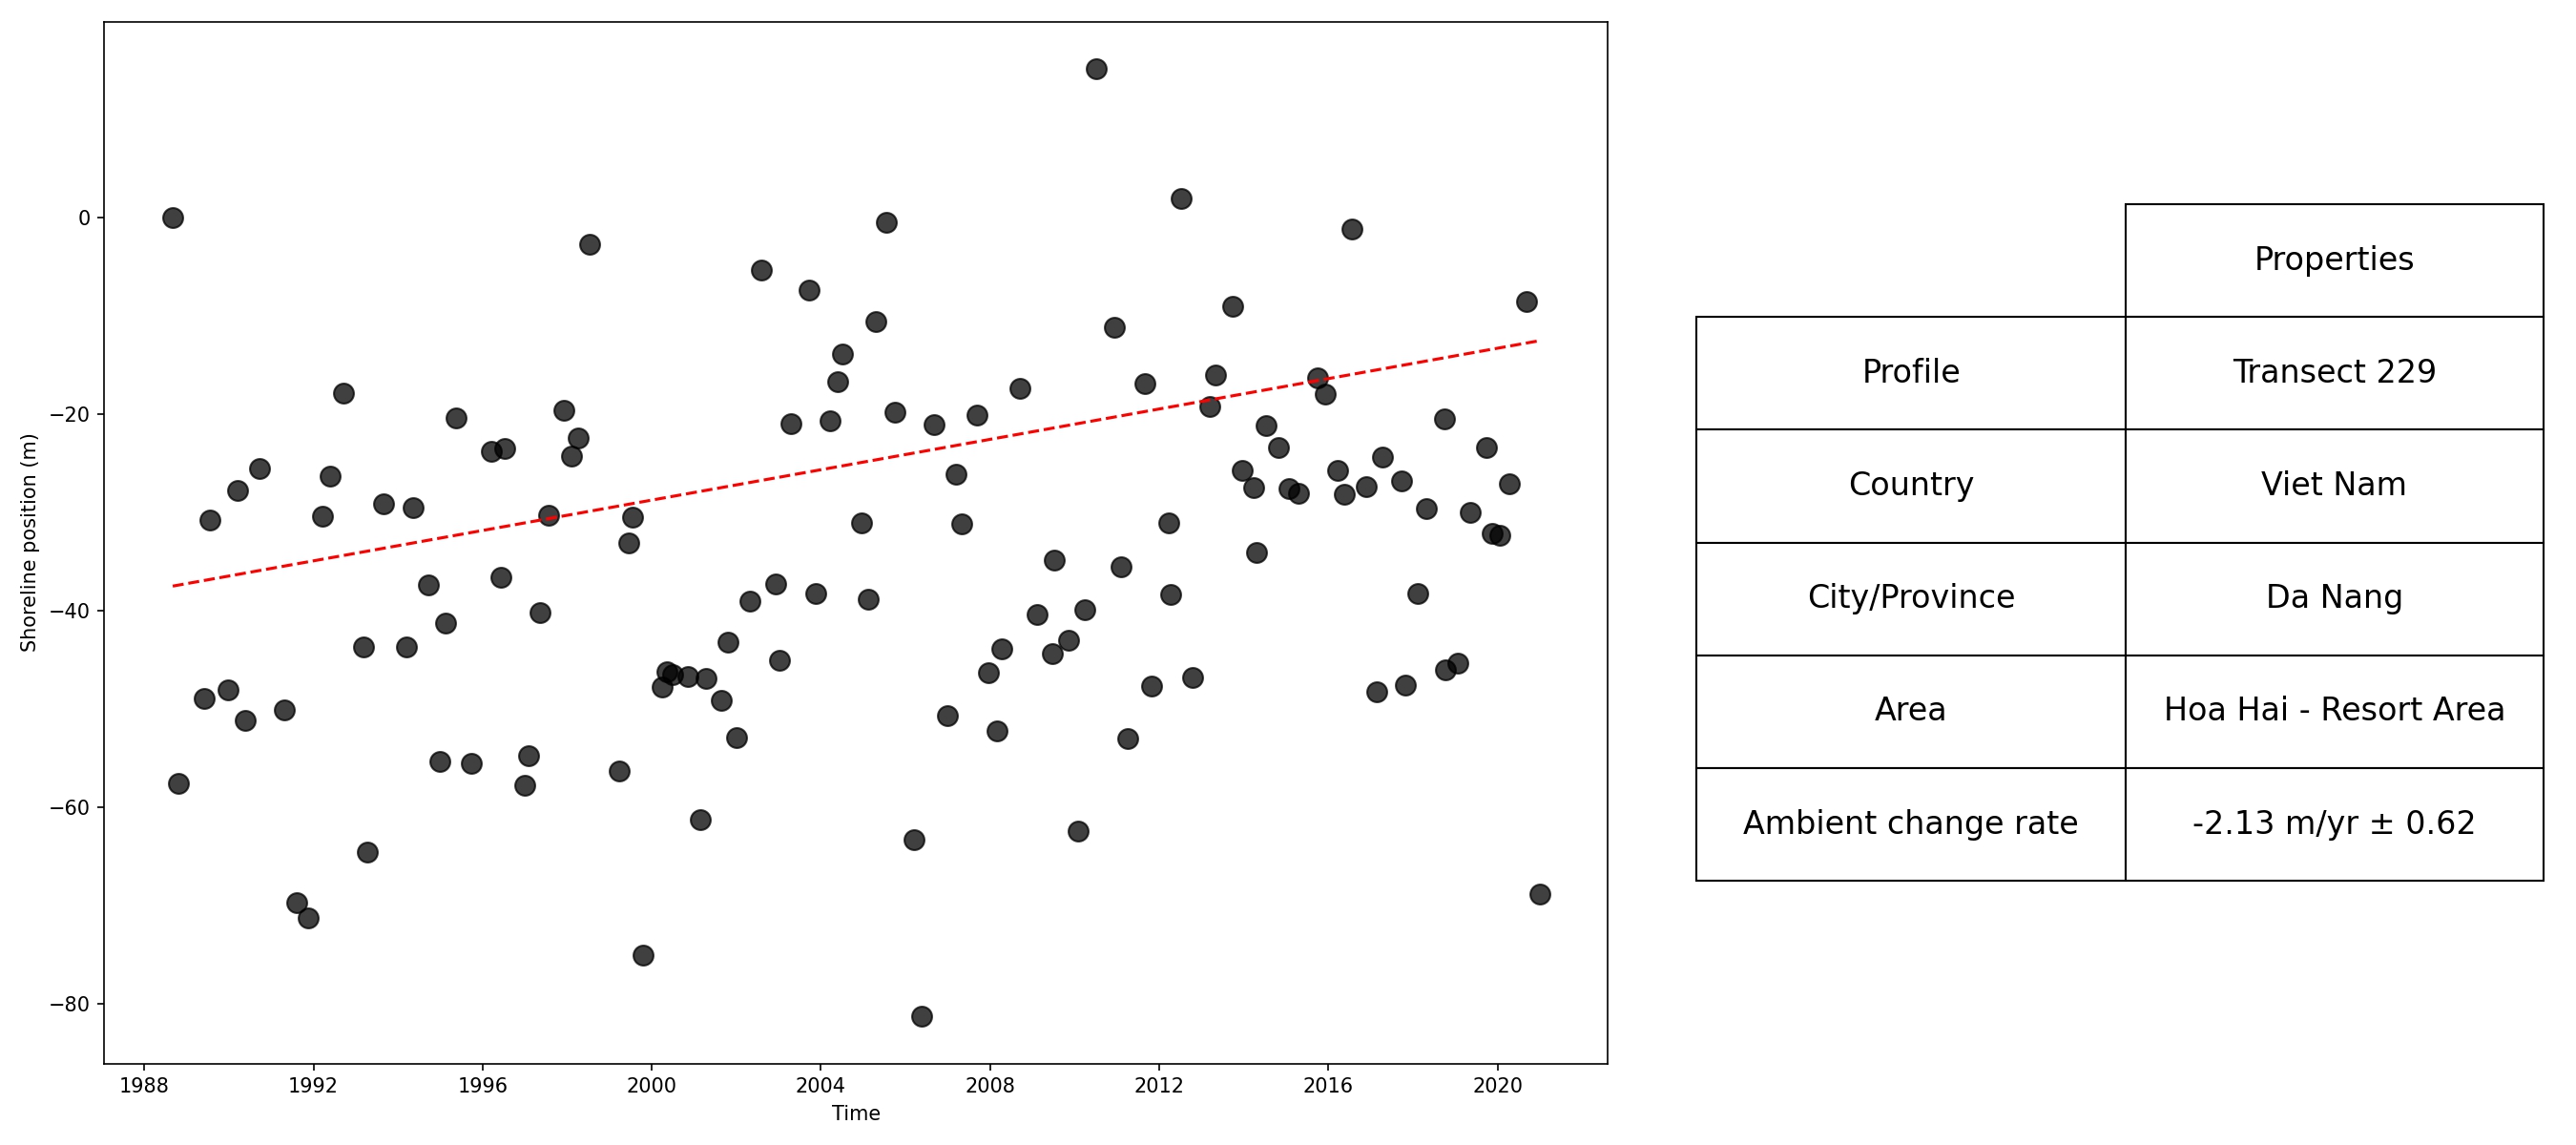 0
−20
−40
−60
−80
Shoreline position (m)
1988 1992 1996 2000 2004 2008 2012 2016 2020
Time
Properties
Profile Transect 229
Country Viet Nam
City/Province Da Nang
Area Hoa Hai - Resort Area
Ambient change rate -2.13 m/yr ± 0.62